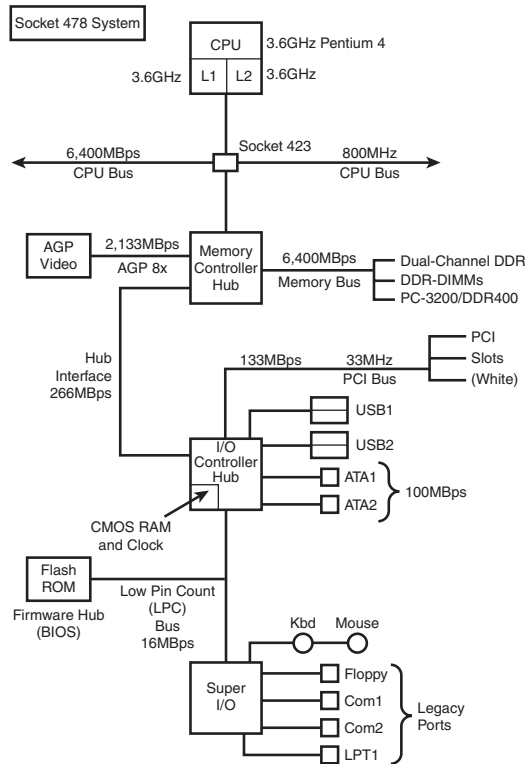 Socket 478 System
CPU
3.6GHz Pentium 4
3.6GHz
L1
L2
3.6GHz
Socket 423
6,400MBps
CPU Bus
800MHz
CPU Bus
AGP
Video
2,133MBps
AGP 8x
Memory
Controller
Hub
6,400MBps
Memory Bus
Dual-Channel DDR
DDR-DIMMs
PC-3200/DDR400
Hub
Interface
266MBps
133MBps
33MHz
PCI Bus
PCI
Slots
(White)
USB1
USB2
I/O
Controller
Hub
ATA1
ATA2
100MBps
CMOS RAM
and Clock
Flash
ROM
Firmware Hub
(BIOS)
Low Pin Count
(LPC)
Bus
16MBps
Kbd
Mouse
Super
I/O
Floppy
Com1
Com2
LPT1
Legacy
Ports